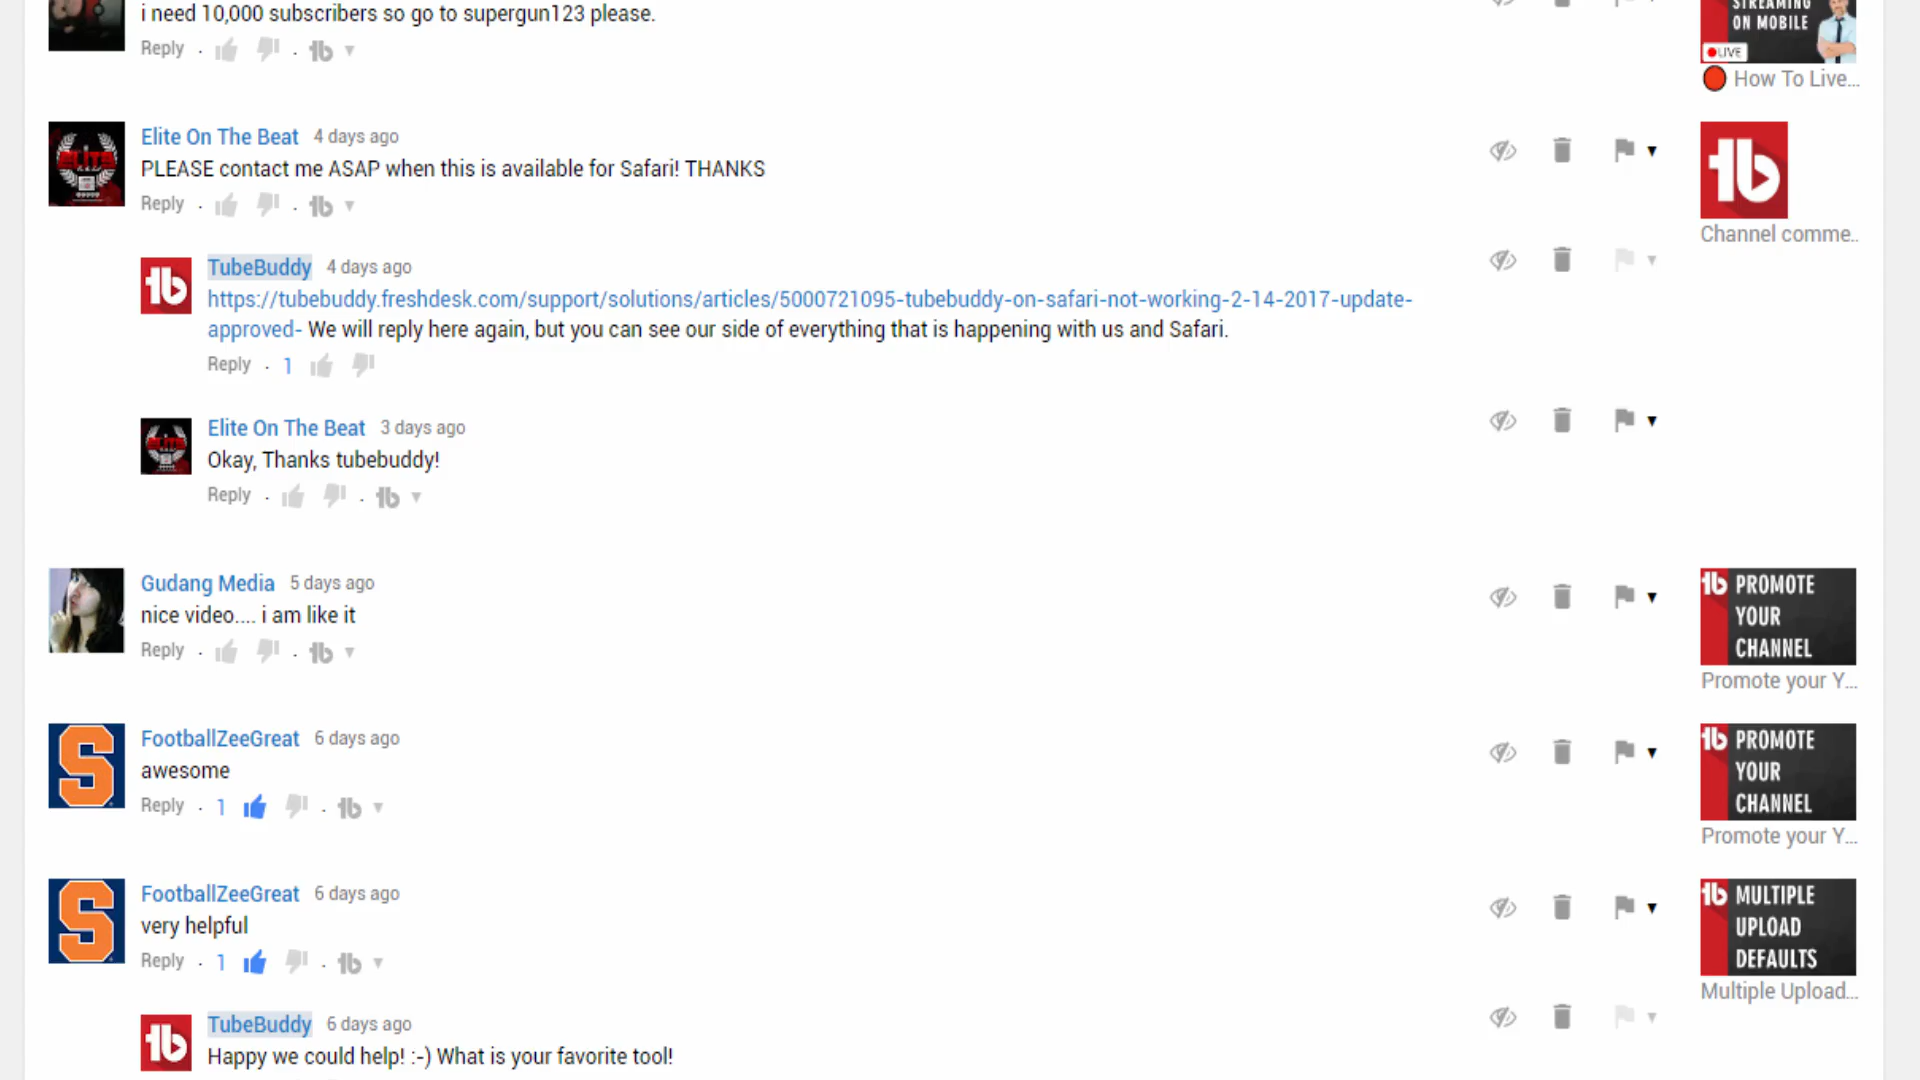 i need 10,000 subscribers so go to supergun123 please.
Reply
STREAMING
ON MOBILE
LIVE
How To Live...
Elite On The Beat 4 days ago
PLEASE contact me ASAP when this is available for Safari! THANKS
Reply
Channel comme..
TubeBuddy 4 days ago
https://tubebuddy.freshdesk.com/support/solutions/articles/5000721095-tubebuddy-on-safari-not-working-2-14-2017-update-
approved- We will reply here again, but you can see our side of everything that is happening with us and Safari.
Reply · 1
Elite On The Beat 3 days ago
Okay, Thanks tubebuddy!
Reply
Gudang Media 5 days ago
nice video.... i am like it
Reply
PROMOTE
YOUR
CHANNEL
Promote your Y...
FootballZeeGreat 6 days ago
awesome
Reply · 1
PROMOTE
YOUR
CHANNEL
Promote your Y...
FootballZeeGreat 6 days ago
very helpful
Reply · 1
MULTIPLE
UPLOAD
DEFAULTS
Multiple Upload...
TubeBuddy 6 days ago
Happy we could help! :-) What is your favorite tool!